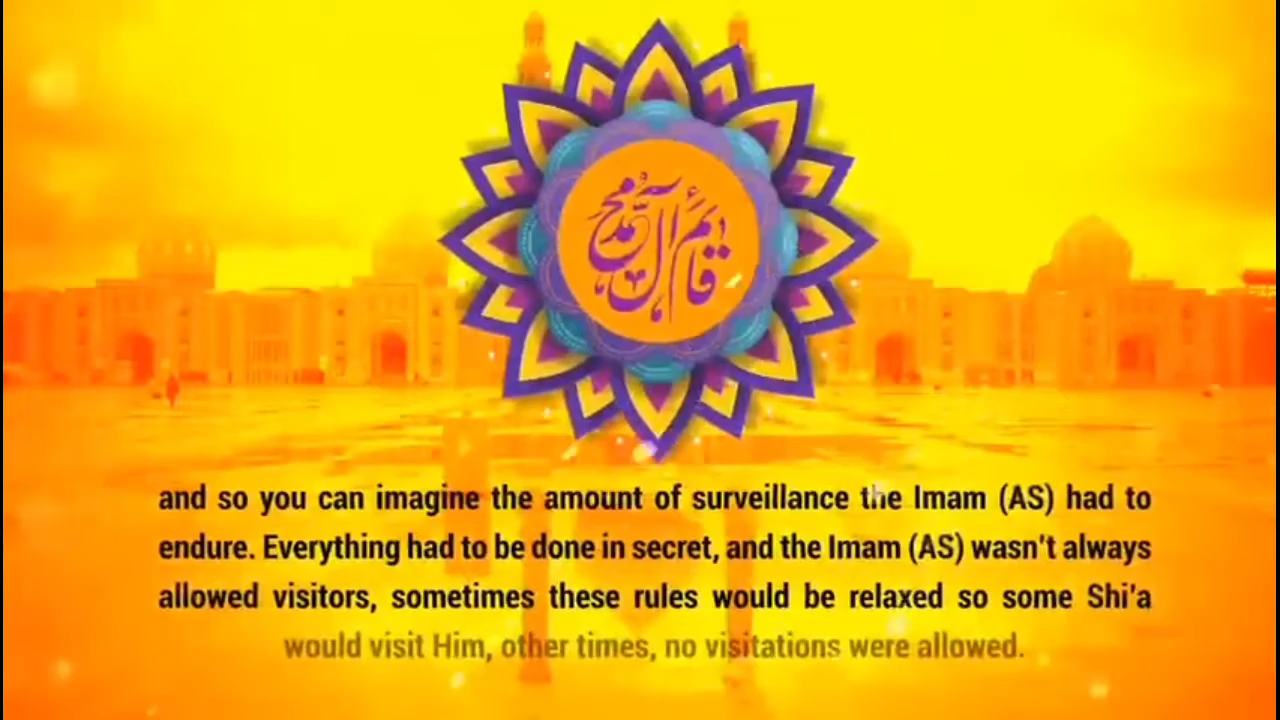 قائم آل محمد
and so you can imagine the amount of surveillance the Imam (AS) had to
endure. Everything had to be done in secret, and the Imam (AS) wasn't always
allowed visitors, sometimes these rules would be relaxed so some Shi'a
would visit Him, other times, no visitations were allowed.